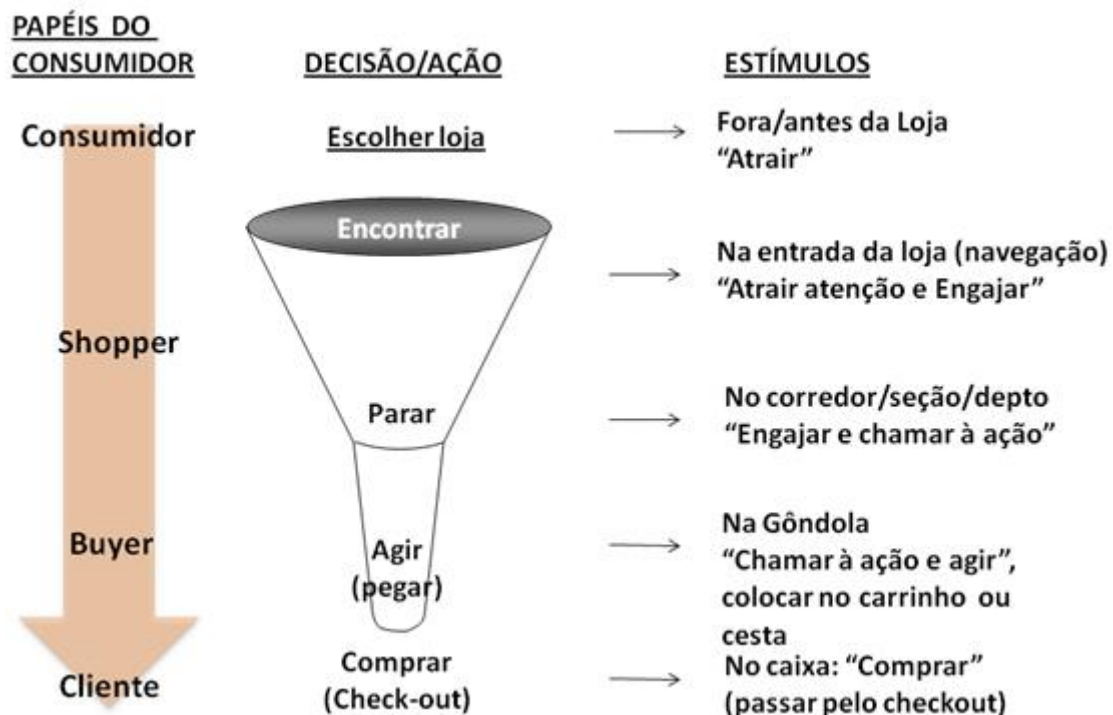 PAPÉIS DO
CONSUMIDOR
DECISÃO/AÇÃO
ESTÍMULOS
Consumidor
Escolher loja
Fora/antes da Loja
“Atrair”
Encontrar
Na entrada da loja (navegação)
“Atrair atenção e Engajar”
Shopper
Parar
No corredor/seção/depto
“Engajar e chamar à ação”
Buyer
Agir
(pegar)
Na Gôndola
“Chamar à ação e agir”,
colocar no carrinho ou
cesta
Cliente
Comprar
(Check-out)
No caixa: “Comprar”
(passar pelo checkout)